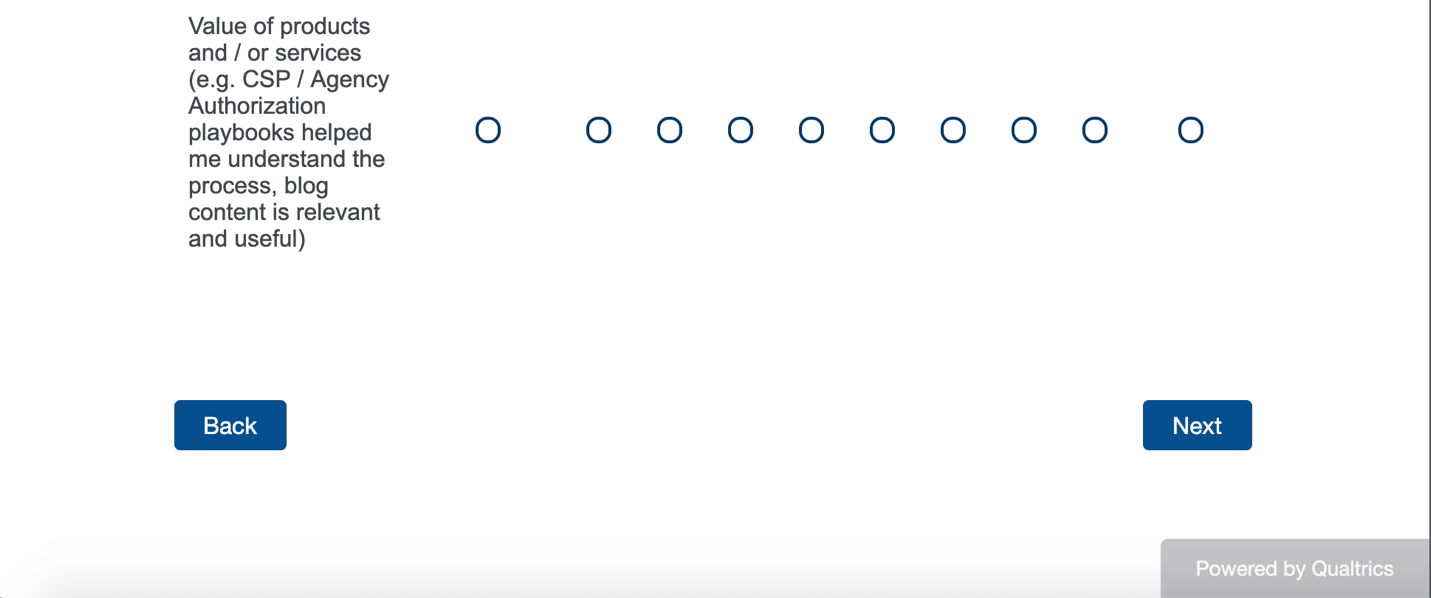 Value of products
and / or services
(e.g. CSP / Agency
Authorization
playbooks helped
me understand the
process, blog
content is relevant
and useful)
Back
Next
Powered by Qualtrics